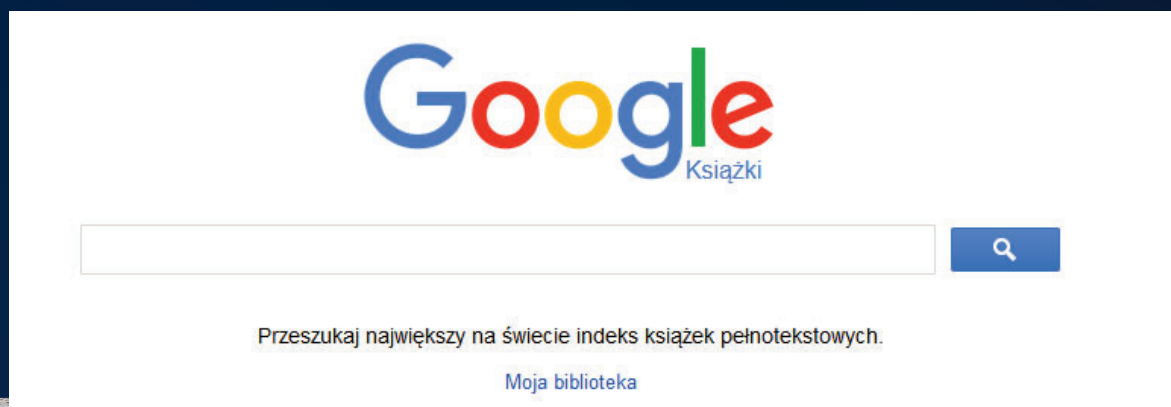 Google
Książki
Przeszukaj największy na świecie indeks książek pełnotekstowych.
Moja biblioteka